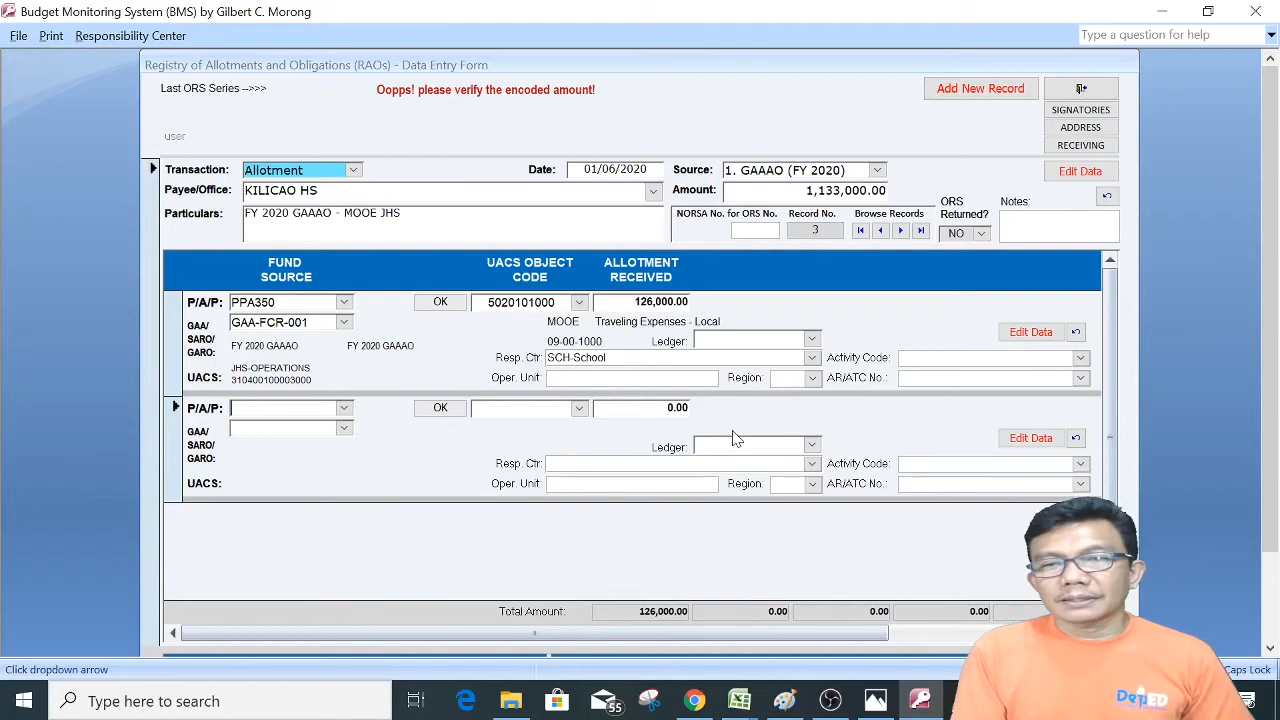 Budget Monitoring System (BMS) by Gilbert C. Morong
File Print Responsibility Center
Type a question for help
Registry of Allotments and Obligations (RAOs) - Data Entry Form
Last ORS Series -->>>
Oopps! please verify the encoded amount!
Add New Record
SIGNATORIES
user
ADDRESS
RECEIVING
Transaction: Allotment Date: 01/06/2020 Source: 1. GAAAO (FY 2020) Edit Data
Payee/Office: KILICAO HS Amount: 1,133,000.00
ORS Returned? Notes:
Particulars: FY 2020 GAAAO - MOOE JHS NORSA No. for ORS No. Record No. Browse Records
3 NO
FUND SOURCE UACS OBJECT CODE ALLOTMENT RECEIVED
P/A/P: PPA350 OK 5020101000 126,000.00
GAA/ SARO/ GARO: GAA-FCR-001 MOOE Traveling Expenses - Local Edit Data
FY 2020 GAAAO FY 2020 GAAAO 09-00-1000 Ledger:
JHS-OPERATIONS Resp. Ctr: SCH-School Activity Code:
UACS: 310400100003000 Oper. Unit: Region: AR/ATC No.:
P/A/P: OK 0.00
GAA/ SARO/ GARO: Ledger: Edit Data
Resp. Ctr: Activity Code:
UACS: Oper. Unit: Region: AR/ATC No.:
Total Amount: 126,000.00 0.00 0.00 0.00
Click dropdown arrow Caps Lock
Type here to search
55
DepED